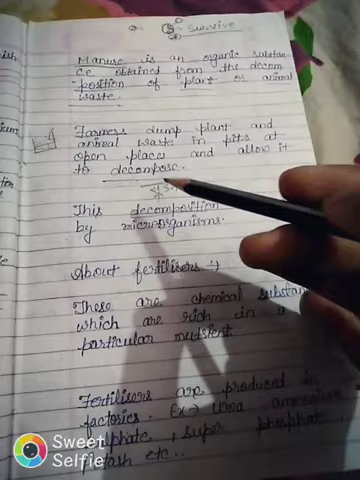 survive
Manure is an organic substan-
ce obtained from the decom
position of plant or animal
waste.
Farmers dump plant and
animal waste in pits at
open places and allow it
to decompose.
This decomposition
by microorganisms.
About fertilisers :)
These are chemical substan
which are rich in a
particular nutrient
Fertilisers are produced in
factories. Ex → Urea ammonium
phosphate, super phosphate,
potash etc..
Sweet
Selfie